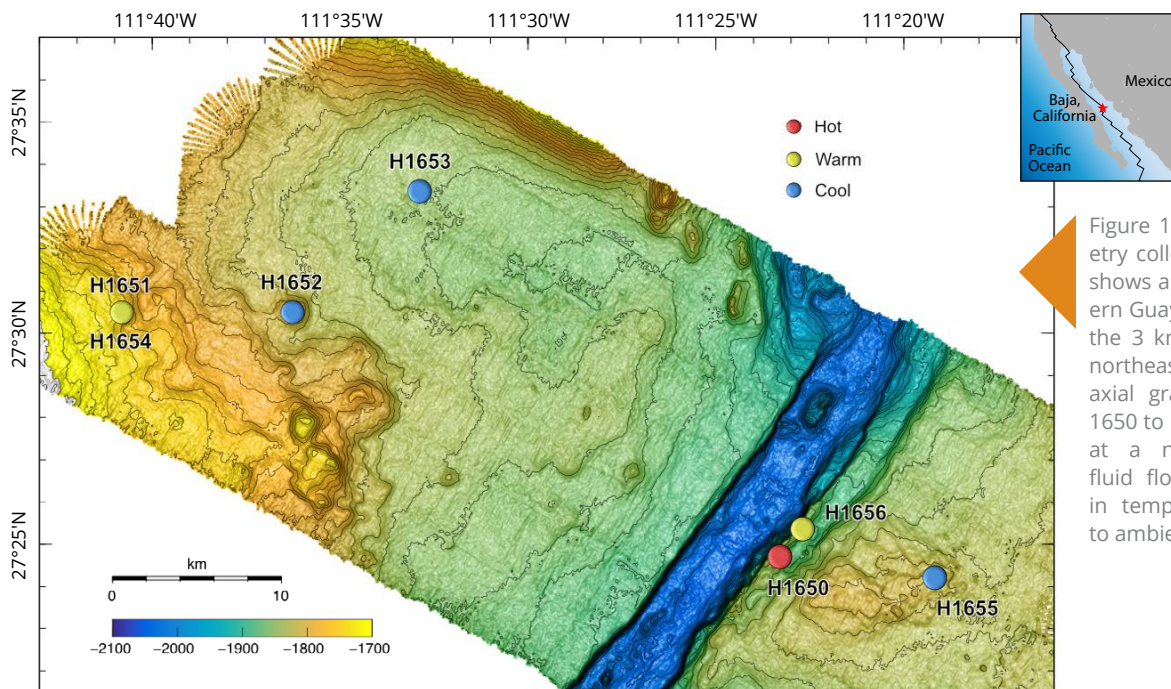 111°40'W 111°35'W 111°30'W 111°25'W 111°20'W
27°35'N
27°30'N
27°25'N
Hot
Warm
Cool
H1653
H1651
H1654
H1652
H1656
H1650
H1655
km
0 10
−2100 −2000 −1900 −1800 −1700
Mexico
Baja,
California
Pacific
Ocean
Figure 1
etry colle
shows a
ern Guay
the 3 km
northeas
axial gra
1650 to
at a n
fluid flo
in temp
to ambie